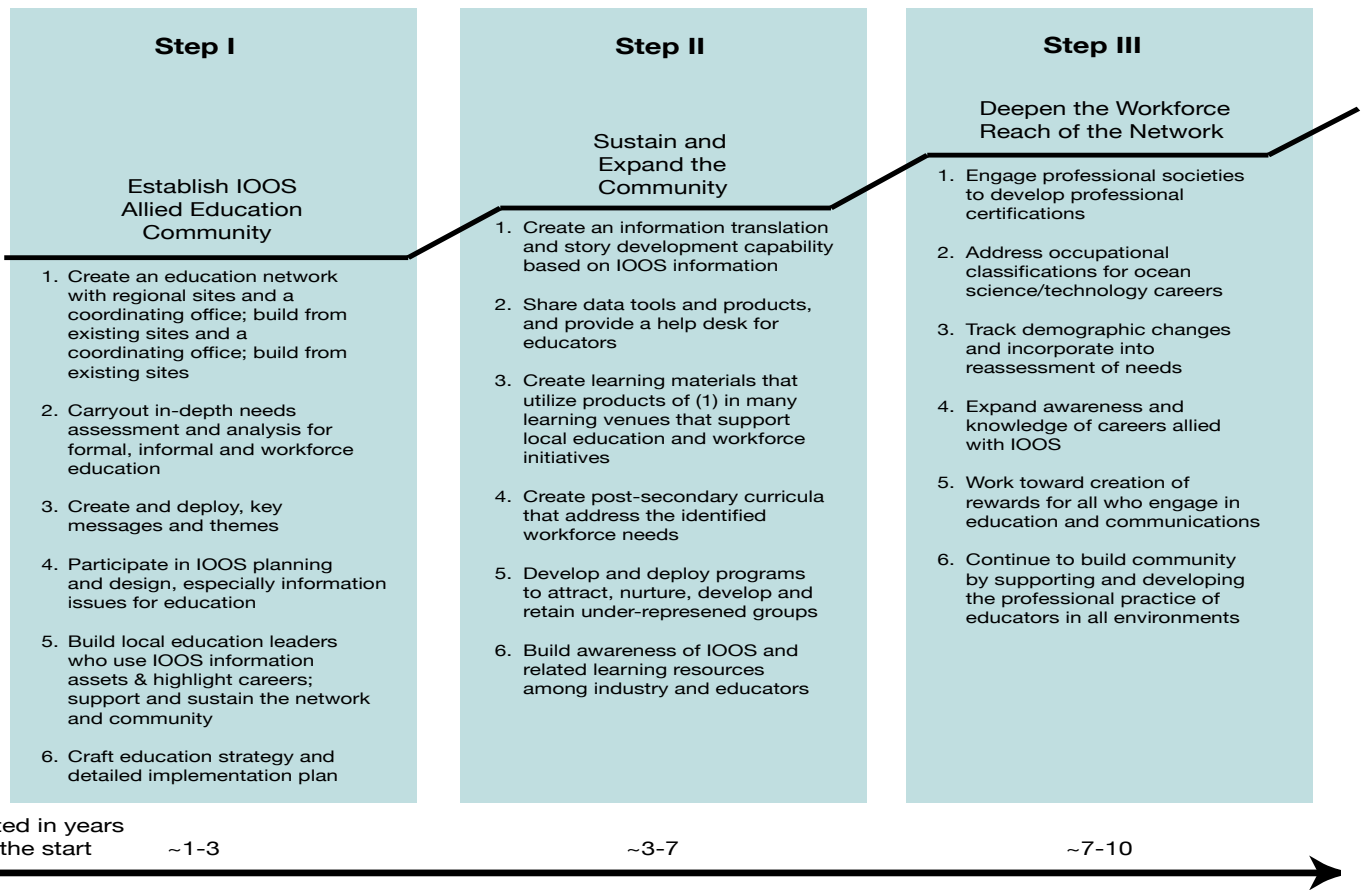 Step I
Establish IOOS
Allied Education
Community
1. Create an education network
with regional sites and a
coordinating office; build from
existing sites and a
coordinating office; build from
existing sites
2. Carryout in-depth needs
assessment and analysis for
formal, informal and workforce
education
3. Create and deploy, key
messages and themes
4. Participate in IOOS planning
and design, especially information
issues for education
5. Build local education leaders
who use IOOS information
assets & highlight careers;
support and sustain the network
and community
6. Craft education strategy and
detailed implementation plan
Step II
Sustain and
Expand the
Community
1. Create an information translation
and story development capability
based on IOOS information
2. Share data tools and products,
and provide a help desk for
educators
3. Create learning materials that
utilize products of (1) in many
learning venues that support
local education and workforce
initiatives
4. Create post-secondary curricula
that address the identified
workforce needs
5. Develop and deploy programs
to attract, nurture, develop and
retain under-represened groups
6. Build awareness of IOOS and
related learning resources
among industry and educators
Step III
Deepen the Workforce
Reach of the Network
1. Engage professional societies
to develop professional
certifications
2. Address occupational
classifications for ocean
science/technology careers
3. Track demographic changes
and incorporate into
reassessment of needs
4. Expand awareness and
knowledge of careers allied
with IOOS
5. Work toward creation of
rewards for all who engage in
education and communications
6. Continue to build community
by supporting and developing
the professional practice of
educators in all environments
in years
the start ~1-3 ~3-7 ~7-10